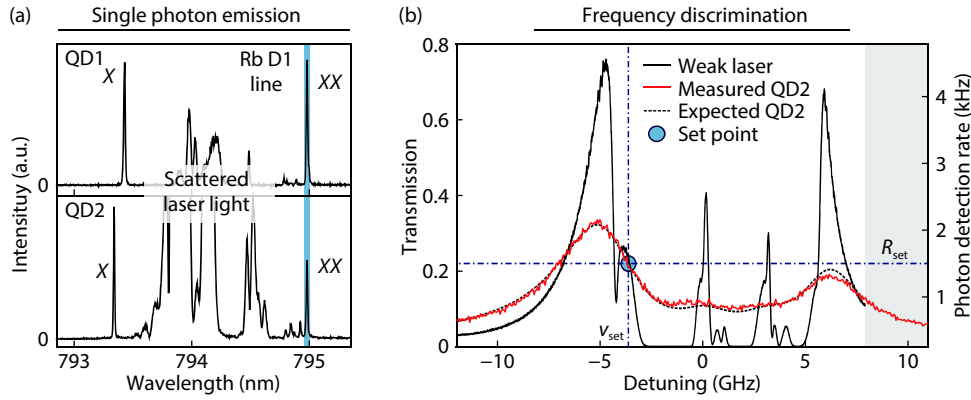 (a) Single photon emission
QD1
X
Rb D1
line
XX
0
Scattered
laser light
QD2
X
XX
0
Intensituy (a.u.)
793 794 795
Wavelength (nm)
(b) Frequency discrimination
0.8
0.6
0.4
0.2
0
Transmission
Weak laser
Measured QD2
Expected QD2
Set point
Rset
νset
4
3
2
1
Photon detection rate (kHz)
−10 −5 0 5 10
Detuning (GHz)